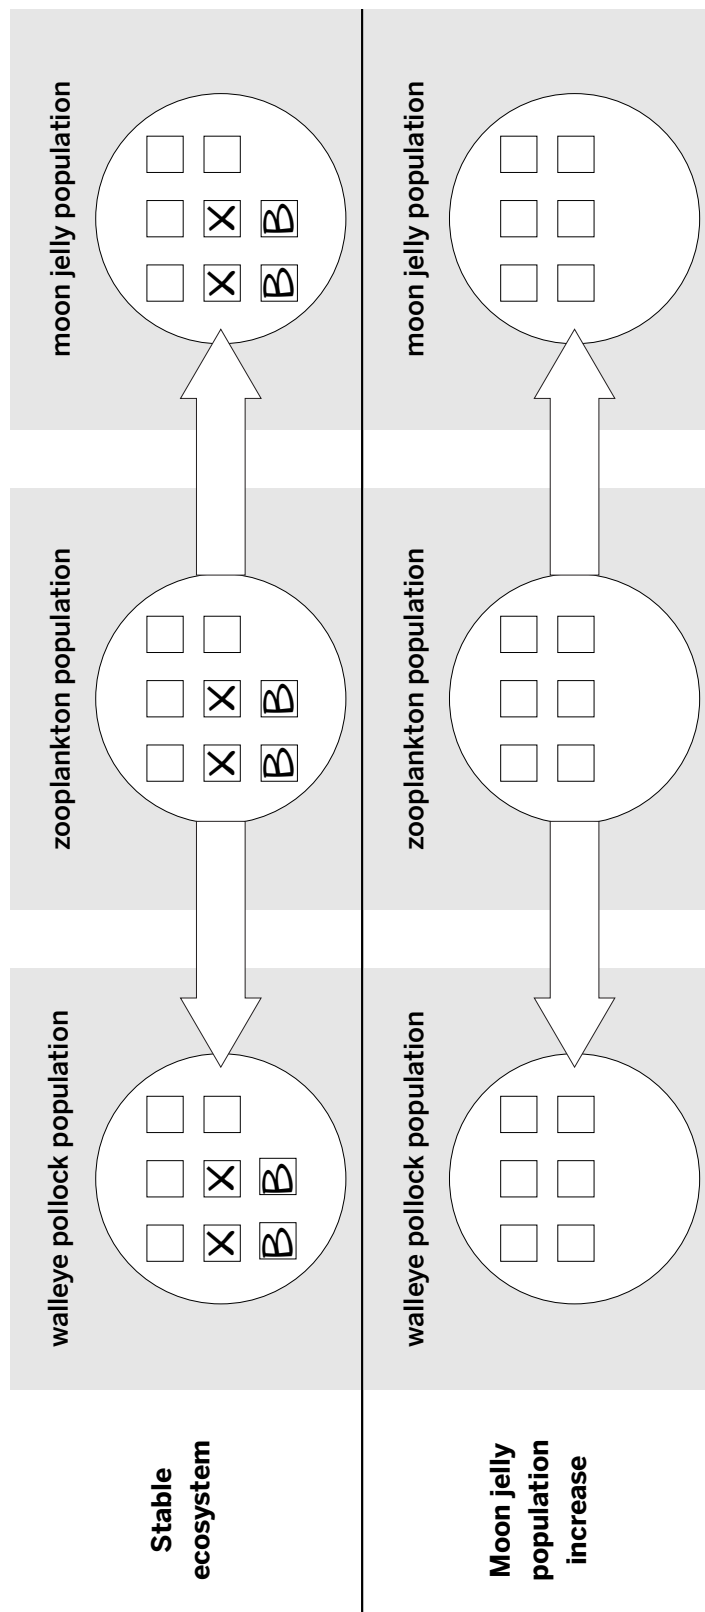 Stable
ecosystem
walleye pollock population
X X
B B
zooplankton population
X X
B B
moon jelly population
X X
B B
Moon jelly
population
increase
walleye pollock population
zooplankton population
moon jelly population